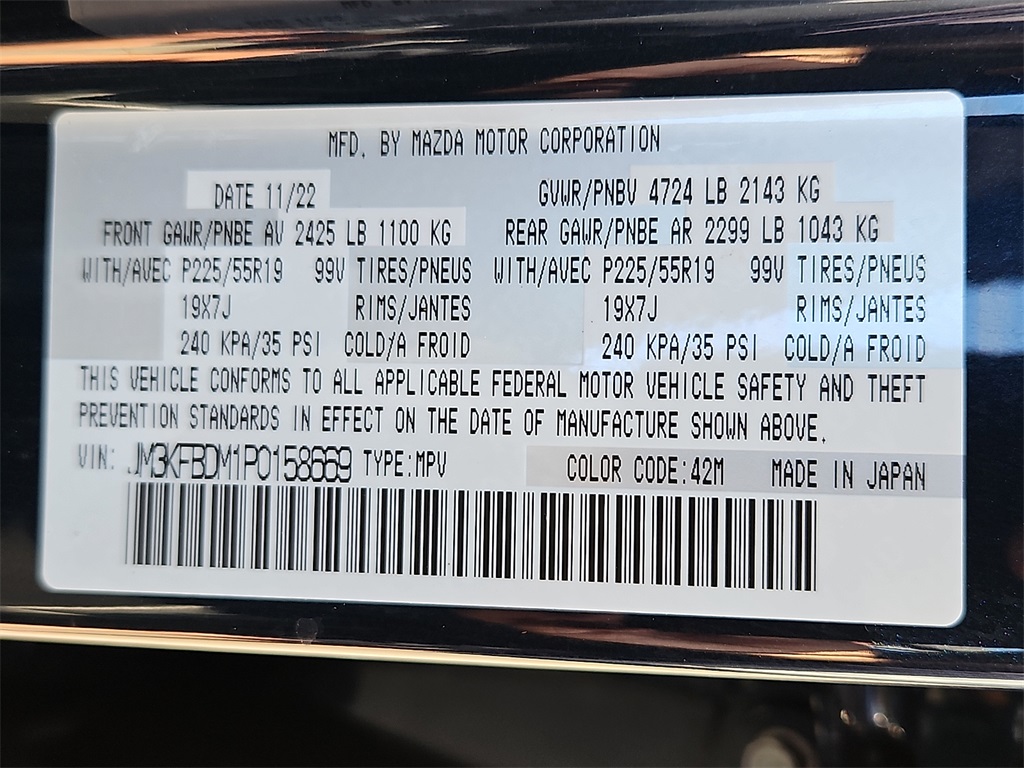 MFD. BY MAZDA MOTOR CORPORATION
DATE 11/22 GVWR/PNBV 4724 LB 2143 KG
FRONT GAWR/PNBE AV 2425 LB 1100 KG REAR GAWR/PNBE AR 2299 LB 1043 KG
WITH/AVEC P225/55R19 99V TIRES/PNEUS WITH/AVEC P225/55R19 99V TIRES/PNEUS
19X7J RIMS/JANTES 19X7J RIMS/JANTES
240 KPA/35 PSI COLD/A FROID 240 KPA/35 PSI COLD/A FROID
THIS VEHICLE CONFORMS TO ALL APPLICABLE FEDERAL MOTOR VEHICLE SAFETY AND THEFT
PREVENTION STANDARDS IN EFFECT ON THE DATE OF MANUFACTURE SHOWN ABOVE.
VIN: JM3KFBDM1P0158669 TYPE:MPV COLOR CODE:42M MADE IN JAPAN